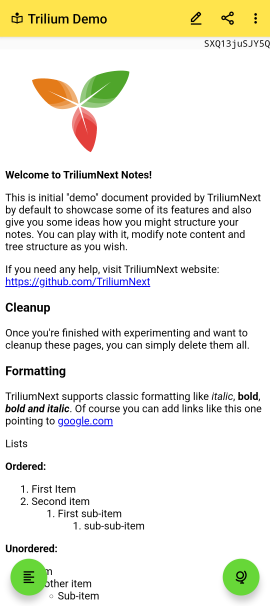 Trilium Demo
SXQ13juSJY5Q
Welcome to TriliumNext Notes!
This is initial "demo" document provided by TriliumNext
by default to showcase some of its features and also
give you some ideas how you might structure your
notes. You can play with it, modify note content and
tree structure as you wish.
If you need any help, visit TriliumNext website:
https://github.com/TriliumNext
Cleanup
Once you're finished with experimenting and want to
cleanup these pages, you can simply delete them all.
Formatting
TriliumNext supports classic formatting like italic, bold,
bold and italic. Of course you can add links like this one
pointing to google.com
Lists
Ordered:
1. First Item
2. Second item
1. First sub-item
1. sub-sub-item
Unordered:
other item
Sub-item